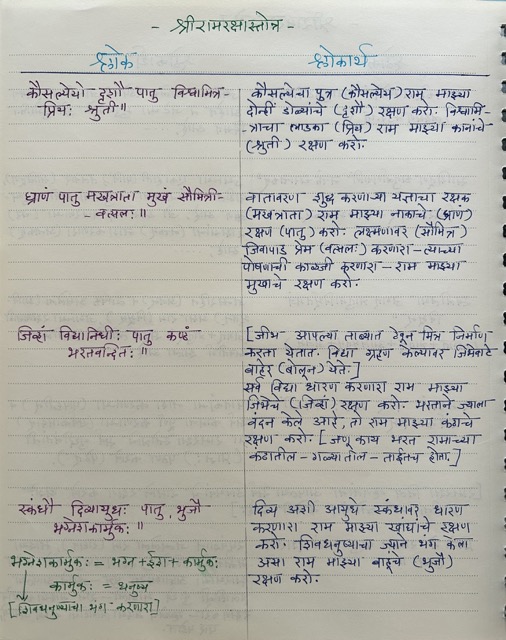 - श्रीरामरक्षास्तोत्र -
श्लोक
श्लोकार्थ
कौसल्येयो दृशौ पातु विश्वामित्र-
प्रियः श्रुती॥
कौसल्येचा पुत्र (कौसल्येय) राम माझ्या
दोन्ही डोळ्यांचे (दृशौ) रक्षण करो. विश्वामि-
त्राचा लाडका (प्रिय) राम माझ्या कानांचे
(श्रुती) रक्षण करो.
घ्राणं पातु मखत्राता मुखं सौमित्री-
- वत्सलः॥
वातावरण शुद्ध करणाऱ्या यज्ञाचा रक्षक
(मखत्राता) राम माझ्या नाकाचे (घ्राण)
रक्षण (पातु) करो. लक्ष्मणावर (सौमित्र)
जिवापाड प्रेम (वत्सलः) करणारा - त्याच्या
पोषणाची काळजी करणारा - राम माझ्या
मुखाचे रक्षण करो.
जिव्हां विद्यानिधीः पातु कण्ठं
भरतवन्दितः॥
[जीभ - आपल्या ताब्यात ठेवून मित्र निर्माण
करता येतात. विद्या ग्रहण केल्यावर जिभेवाटे
बाहेर (बोलून) येते.]
सर्व विद्या धारण करणारा राम माझ्या
जिभेचे (जिव्हां) रक्षण करो. भरताने ज्याला
वंदन केले आहे, तो राम माझ्या कंठाचे
रक्षण करो. [जणू काय भरत रामाच्या
कंठातील - गळ्यातील - ताईतच होता.]
स्कंधौ दिव्यायुधः पातु, भुजौ
भग्नेशकार्मुकः॥
दिव्य अशी आयुधे स्कंधावर धारण
करणारा राम माझ्या खांद्याचे रक्षण
करो. शिवधनुष्याचा ज्याने भंग केला
असा राम माझ्या बाहूंचे (भुजौ)
रक्षण करो.
भग्नेशकार्मुकः = भग्न + ईश + कार्मुकः
कार्मुकः = धनुष्य
[शिवधनुष्याचा भंग करणारा]